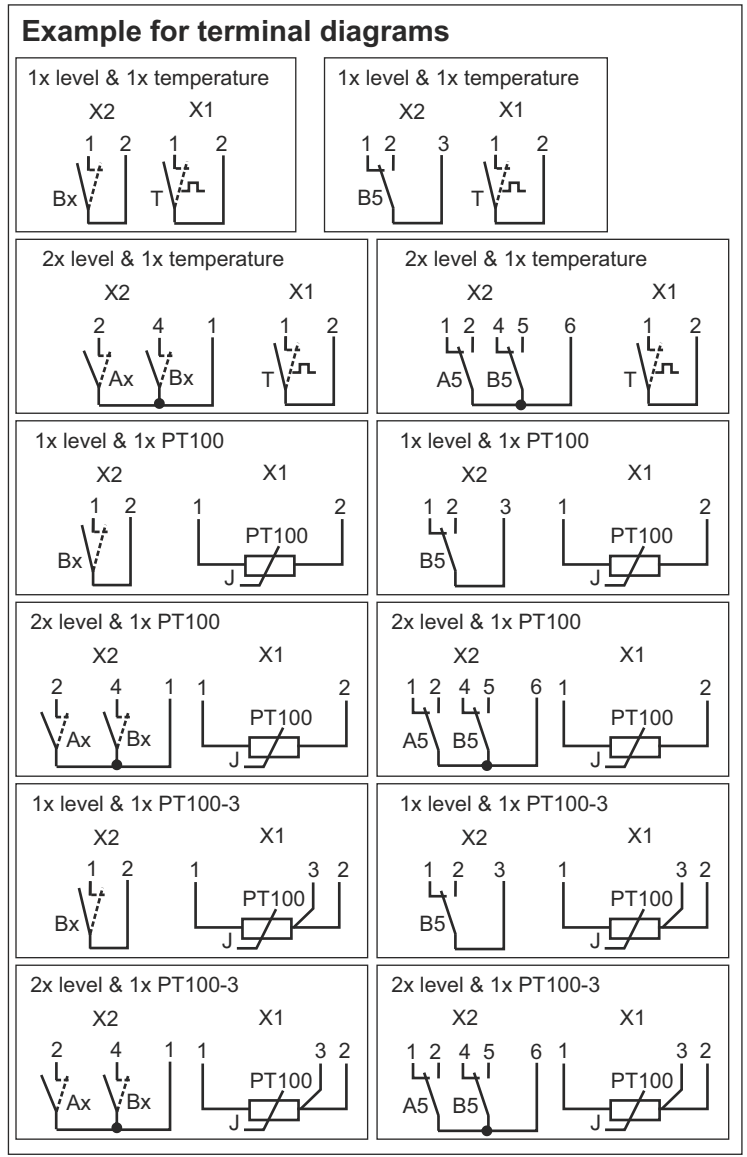 Example for terminal diagrams
1x level & 1x temperature
X2 X1
1 2 1 2
Bx T
1x level & 1x temperature
X2 X1
1 2 3 1 2
B5 T
2x level & 1x temperature
X2 X1
2 4 1 1 2
Ax Bx T
2x level & 1x temperature
X2 X1
1 2 4 5 6 1 2
A5 B5 T
1x level & 1x PT100
X2 X1
1 2 1 2
PT100
Bx J
1x level & 1x PT100
X2 X1
1 2 3 1 2
PT100
B5 J
2x level & 1x PT100
X2 X1
2 4 1 1 2
PT100
Ax Bx J
2x level & 1x PT100
X2 X1
1 2 4 5 6 1 2
PT100
A5 B5 J
1x level & 1x PT100-3
X2 X1
1 2 1 3 2
PT100
Bx J
1x level & 1x PT100-3
X2 X1
1 2 3 1 3 2
PT100
B5 J
2x level & 1x PT100-3
X2 X1
2 4 1 1 3 2
PT100
Ax Bx J
2x level & 1x PT100-3
X2 X1
1 2 4 5 6 1 3 2
PT100
A5 B5 J